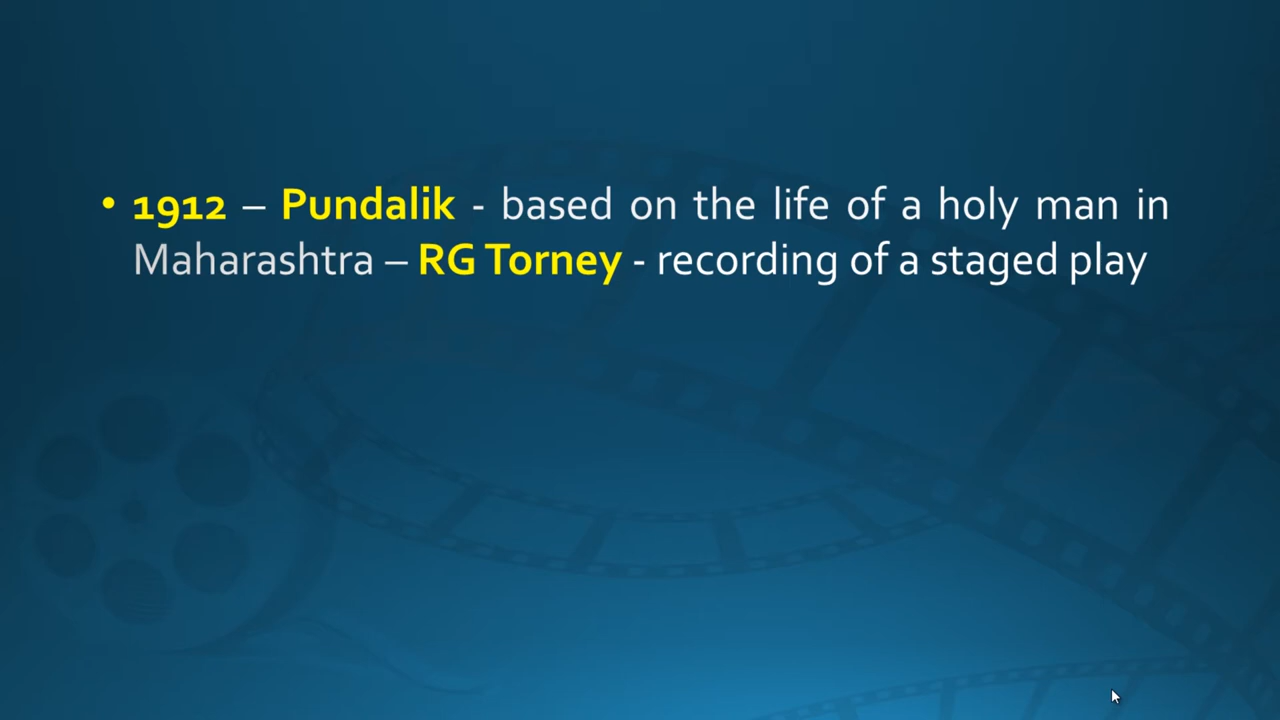 • 1912 – Pundalik - based on the life of a holy man in
Maharashtra – RG Torney - recording of a staged play